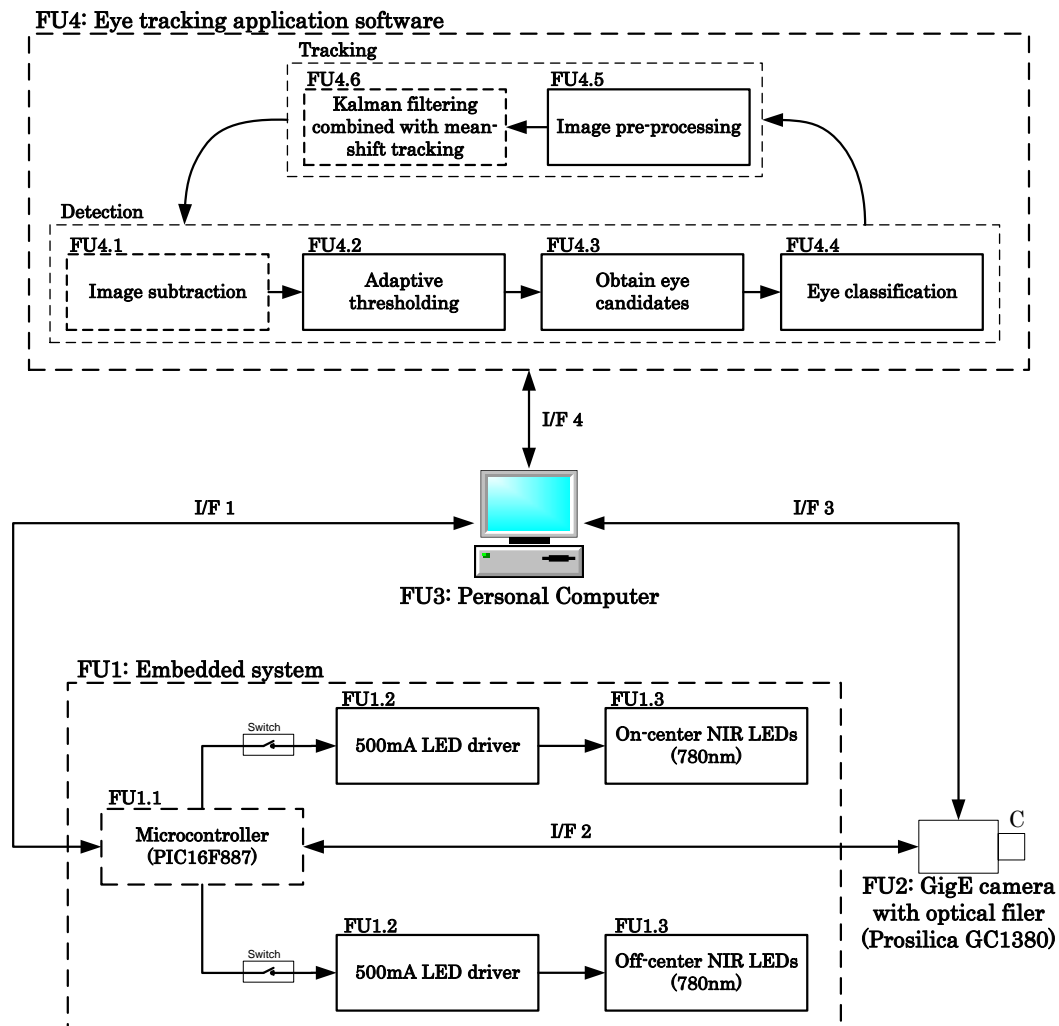 FU4: Eye tracking application software
Tracking
FU4.6
Kalman filtering
combined with mean-
shift tracking
FU4.5
Image pre-processing
Detection
FU4.1
Image subtraction
FU4.2
Adaptive
thresholding
FU4.3
Obtain eye
candidates
FU4.4
Eye classification
I/F 4
I/F 1
I/F 3
FU3: Personal Computer
FU1: Embedded system
Switch
FU1.2
500mA LED driver
FU1.3
On-center NIR LEDs
(780nm)
FU1.1
Microcontroller
(PIC16F887)
I/F 2
C
FU2: GigE camera
with optical filer
(Prosilica GC1380)
Switch
FU1.2
500mA LED driver
FU1.3
Off-center NIR LEDs
(780nm)